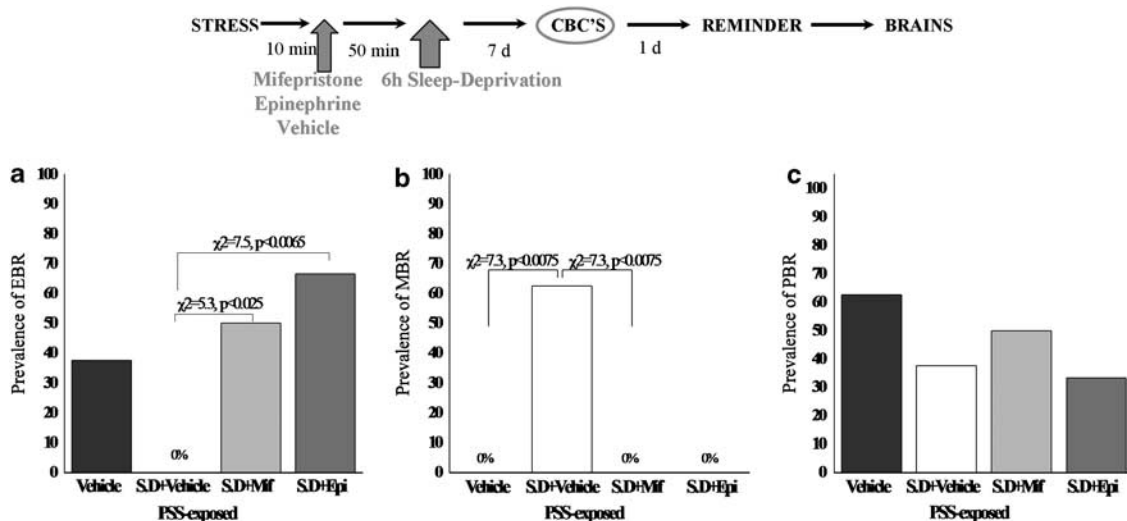 STRESS CBC'S REMINDER BRAINS
10 min 50 min 7 d 1 d
Mifepristone 6h Sleep-Deprivation
Epinephrine
Vehicle
a
Prevalence of EBR
100
90
80
70
60
50
40
30
20
10
0
χ2=7.5, p<0.0065
χ2=5.3, p<0.025
0%
Vehicle S.D+Vehicle S.D+Mif S.D+Epi
PSS-exposed
b
Prevalence of MBR
100
90
80
70
60
50
40
30
20
10
0
χ2=7.3, p<0.0075 χ2=7.3, p<0.0075
0% 0% 0%
Vehicle S.D+Vehicle S.D+Mif S.D+Epi
PSS-exposed
c
Prevalence of PBR
100
90
80
70
60
50
40
30
20
10
0
Vehicle S.D+Vehicle S.D+Mif S.D+Epi
PSS-exposed